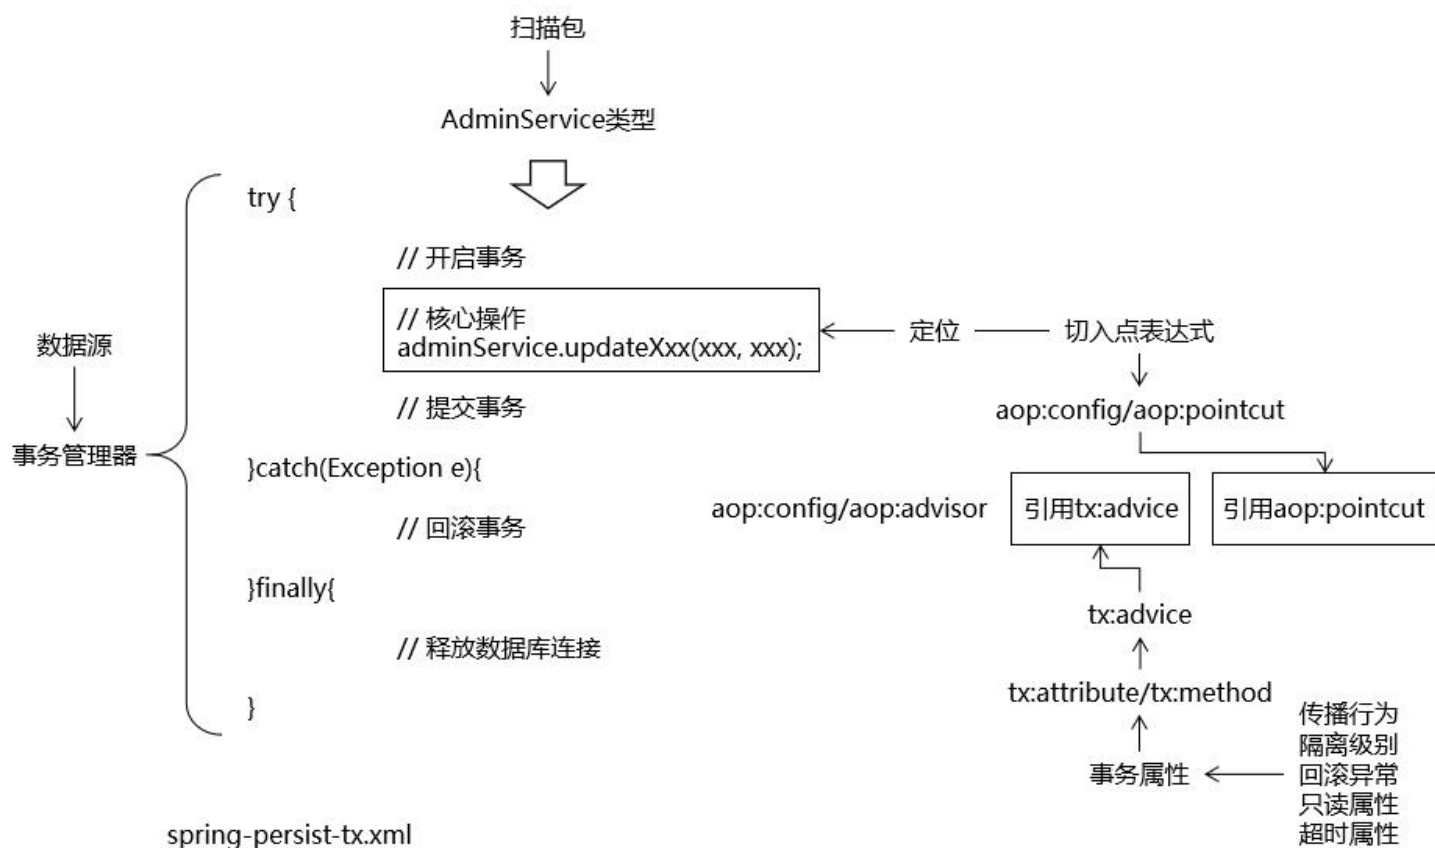 扫描包
AdminService类型
try {
// 开启事务
// 核心操作
adminService.updateXxx(xxx, xxx);
定位
切入点表达式
数据源
// 提交事务
aop:config/aop:pointcut
事务管理器
}catch(Exception e){
aop:config/aop:advisor
引用tx:advice
引用aop:pointcut
// 回滚事务
}finally{
tx:advice
// 释放数据库连接
tx:attribute/tx:method
}
传播行为
隔离级别
事务属性
回滚异常
只读属性
超时属性
spring-persist-tx.xml